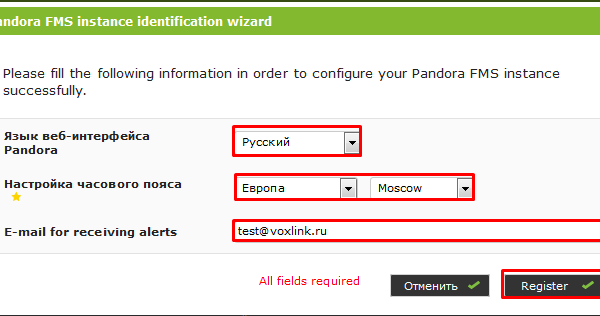 Pandora FMS instance identification wizard
Please fill the following information in order to configure your Pandora FMS instance
successfully.
Язык веб-интерфейса
Pandora
Русский
Настройка часового пояса
Европа
Moscow
E-mail for receiving alerts
test@voxlink.ru
All fields required
Отменить
Register